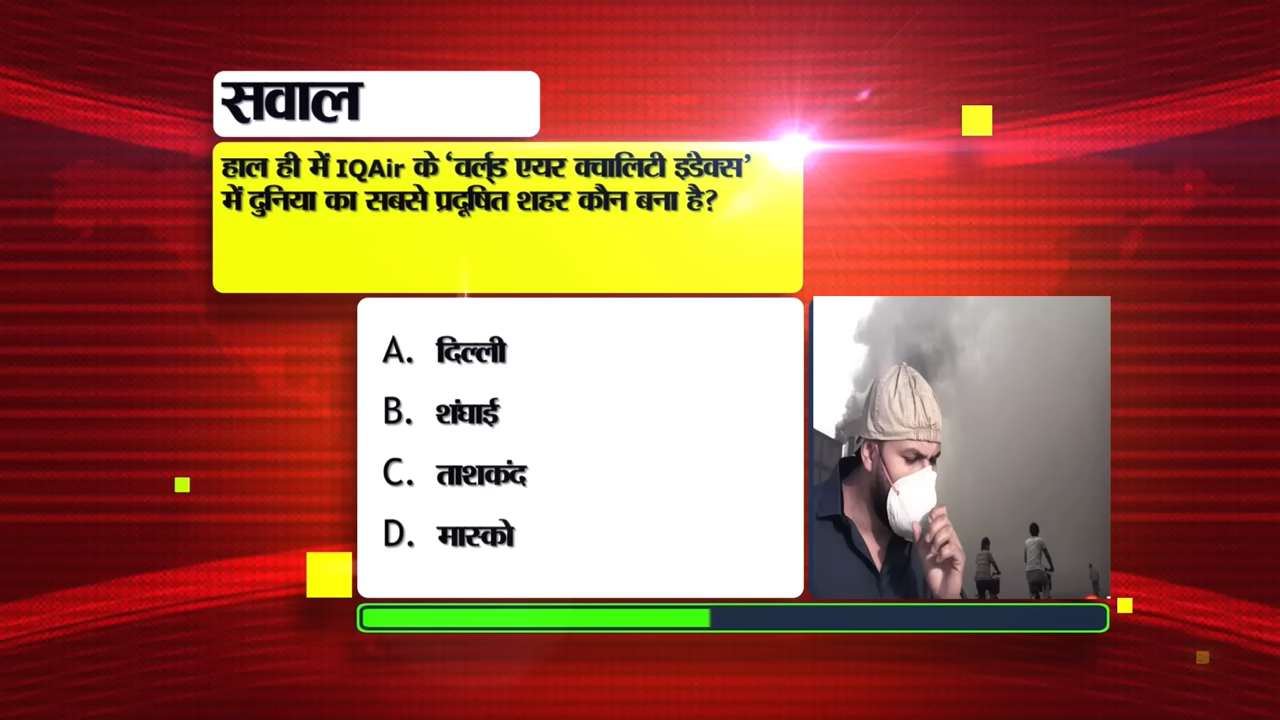 सवाल
हाल ही में IQAir के ‘वर्ल्ड एयर क्वालिटी इंडेक्स’
में दुनिया का सबसे प्रदूषित शहर कौन बना है?
A. दिल्ली
B. शंघाई
C. ताशकंद
D. मास्को